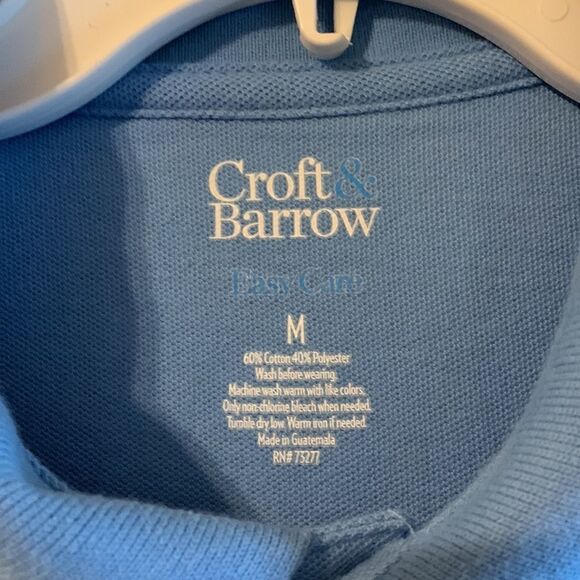 Croft&
Barrow
Easy Care
M
60% Cotton 40% Polyester
Wash before wearing.
Machine wash warm with like colors.
Only non-chlorine bleach when needed.
Tumble dry low. Warm iron if needed.
Made in Guatemala
RN# 73277